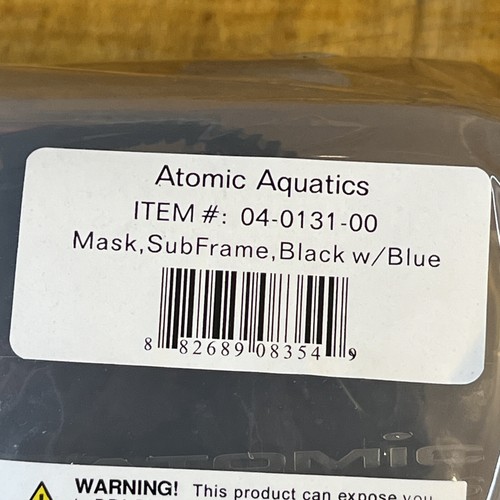 Atomic Aquatics
ITEM #: 04-0131-00
Mask,SubFrame,Black w/Blue
8 82689 08354 9
ATOMIC
WARNING! This product can expose you